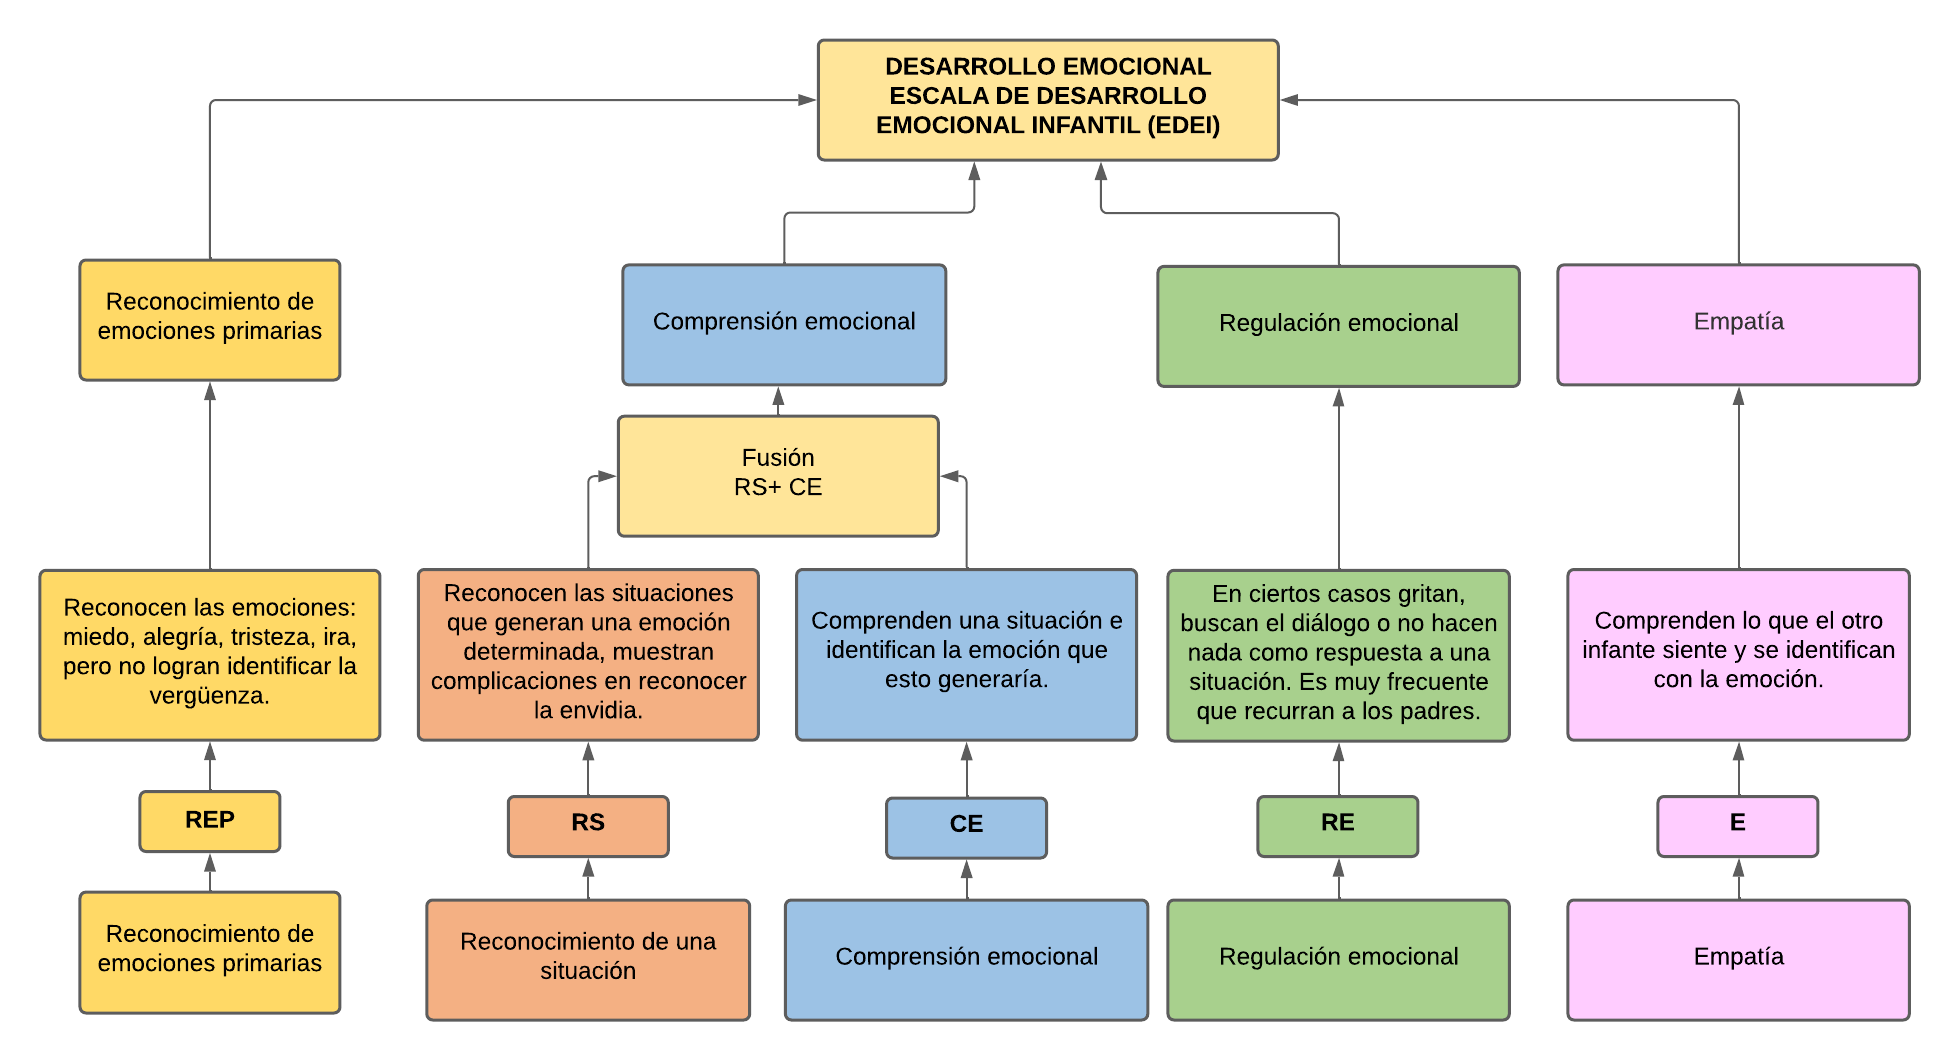 DESARROLLO EMOCIONAL
ESCALA DE DESARROLLO
EMOCIONAL INFANTIL (EDEI)
Reconocimiento de
emociones primarias
Comprensión emocional
Regulación emocional
Empatía
Fusión
RS+ CE
Reconocen las emociones:
miedo, alegría, tristeza, ira,
pero no logran identificar la
vergüenza.
Reconocen las situaciones
que generan una emoción
determinada, muestran
complicaciones en reconocer
la envidia.
Comprenden una situación e
identifican la emoción que
esto generaría.
En ciertos casos gritan,
buscan el diálogo o no hacen
nada como respuesta a una
situación. Es muy frecuente
que recurran a los padres.
Comprenden lo que el otro
infante siente y se identifican
con la emoción.
REP
RS
CE
RE
E
Reconocimiento de
emociones primarias
Reconocimiento de una
situación
Comprensión emocional
Regulación emocional
Empatía